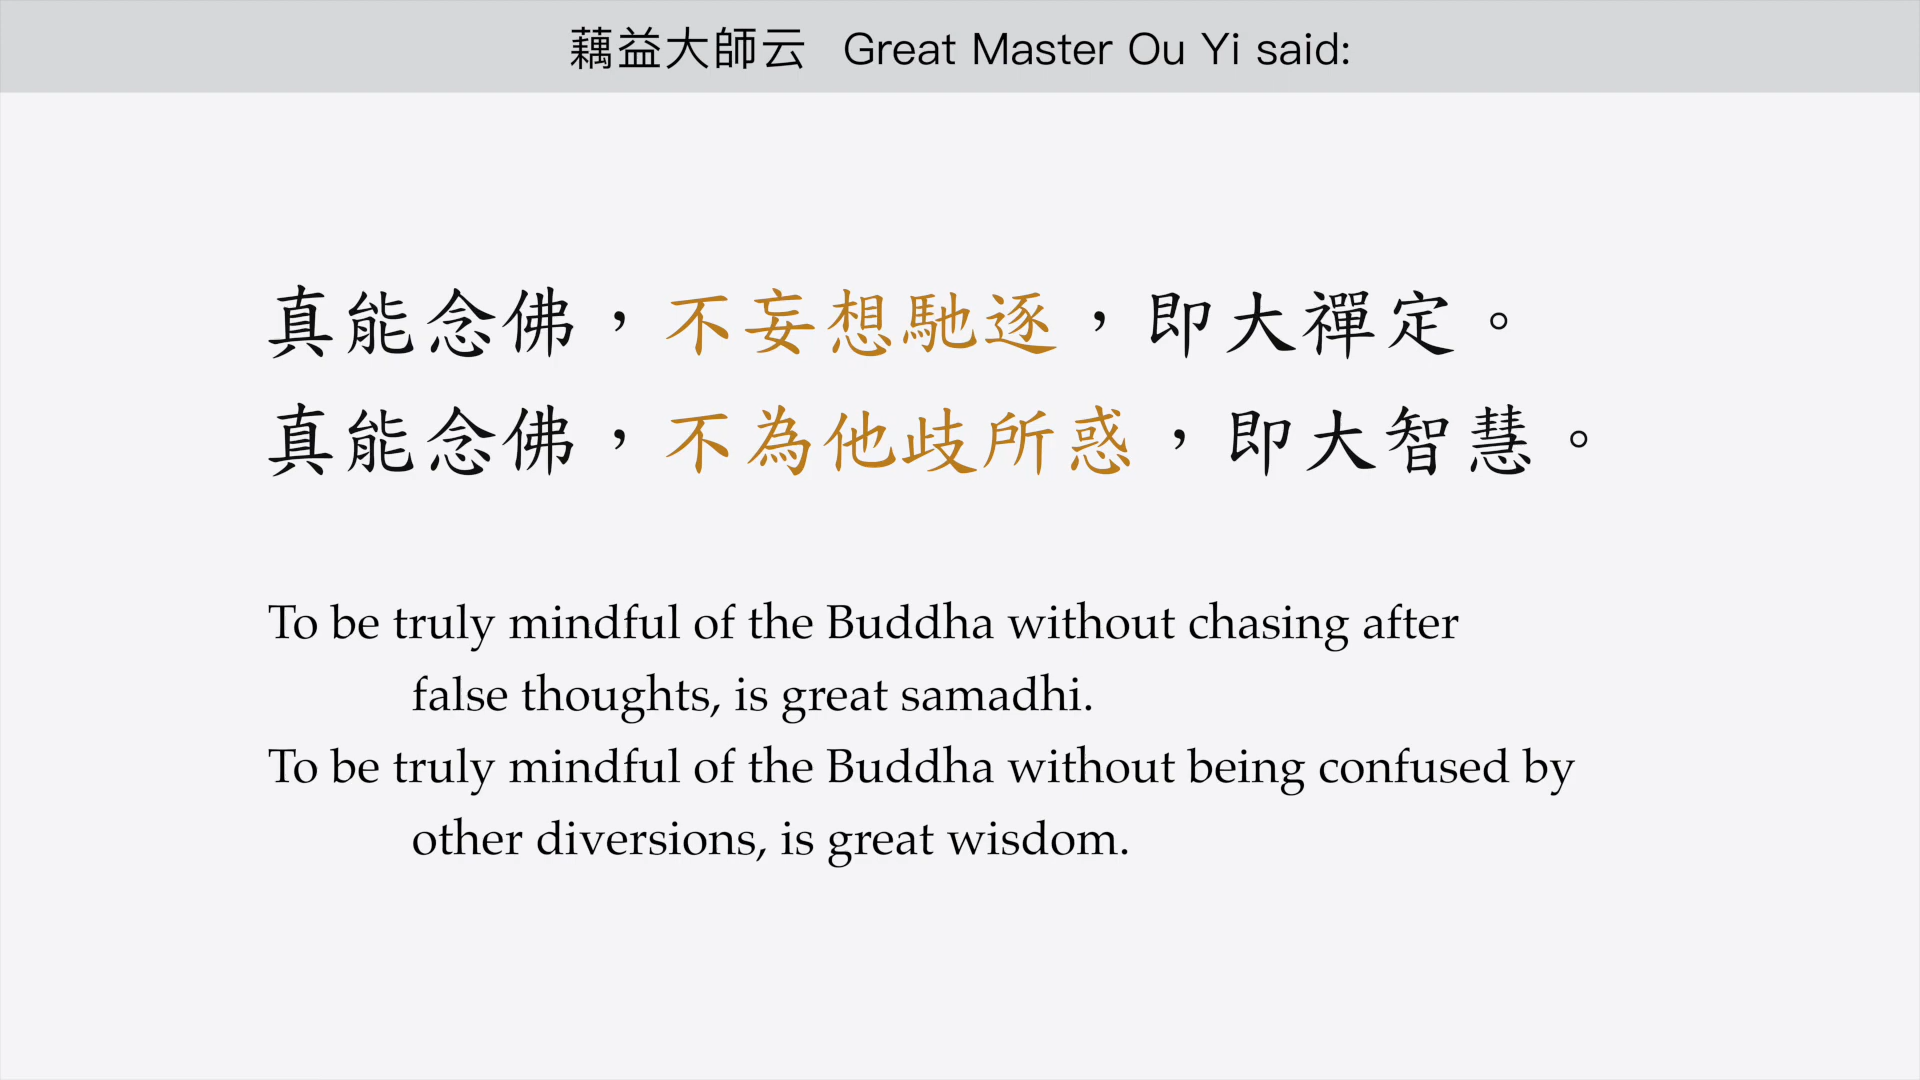 藕益大師云 Great Master Ou Yi said:
真能念佛，不妄想馳逐，即大禪定。
真能念佛，不為他歧所惑，即大智慧。
To be truly mindful of the Buddha without chasing after
false thoughts, is great samadhi.
To be truly mindful of the Buddha without being confused by
other diversions, is great wisdom.